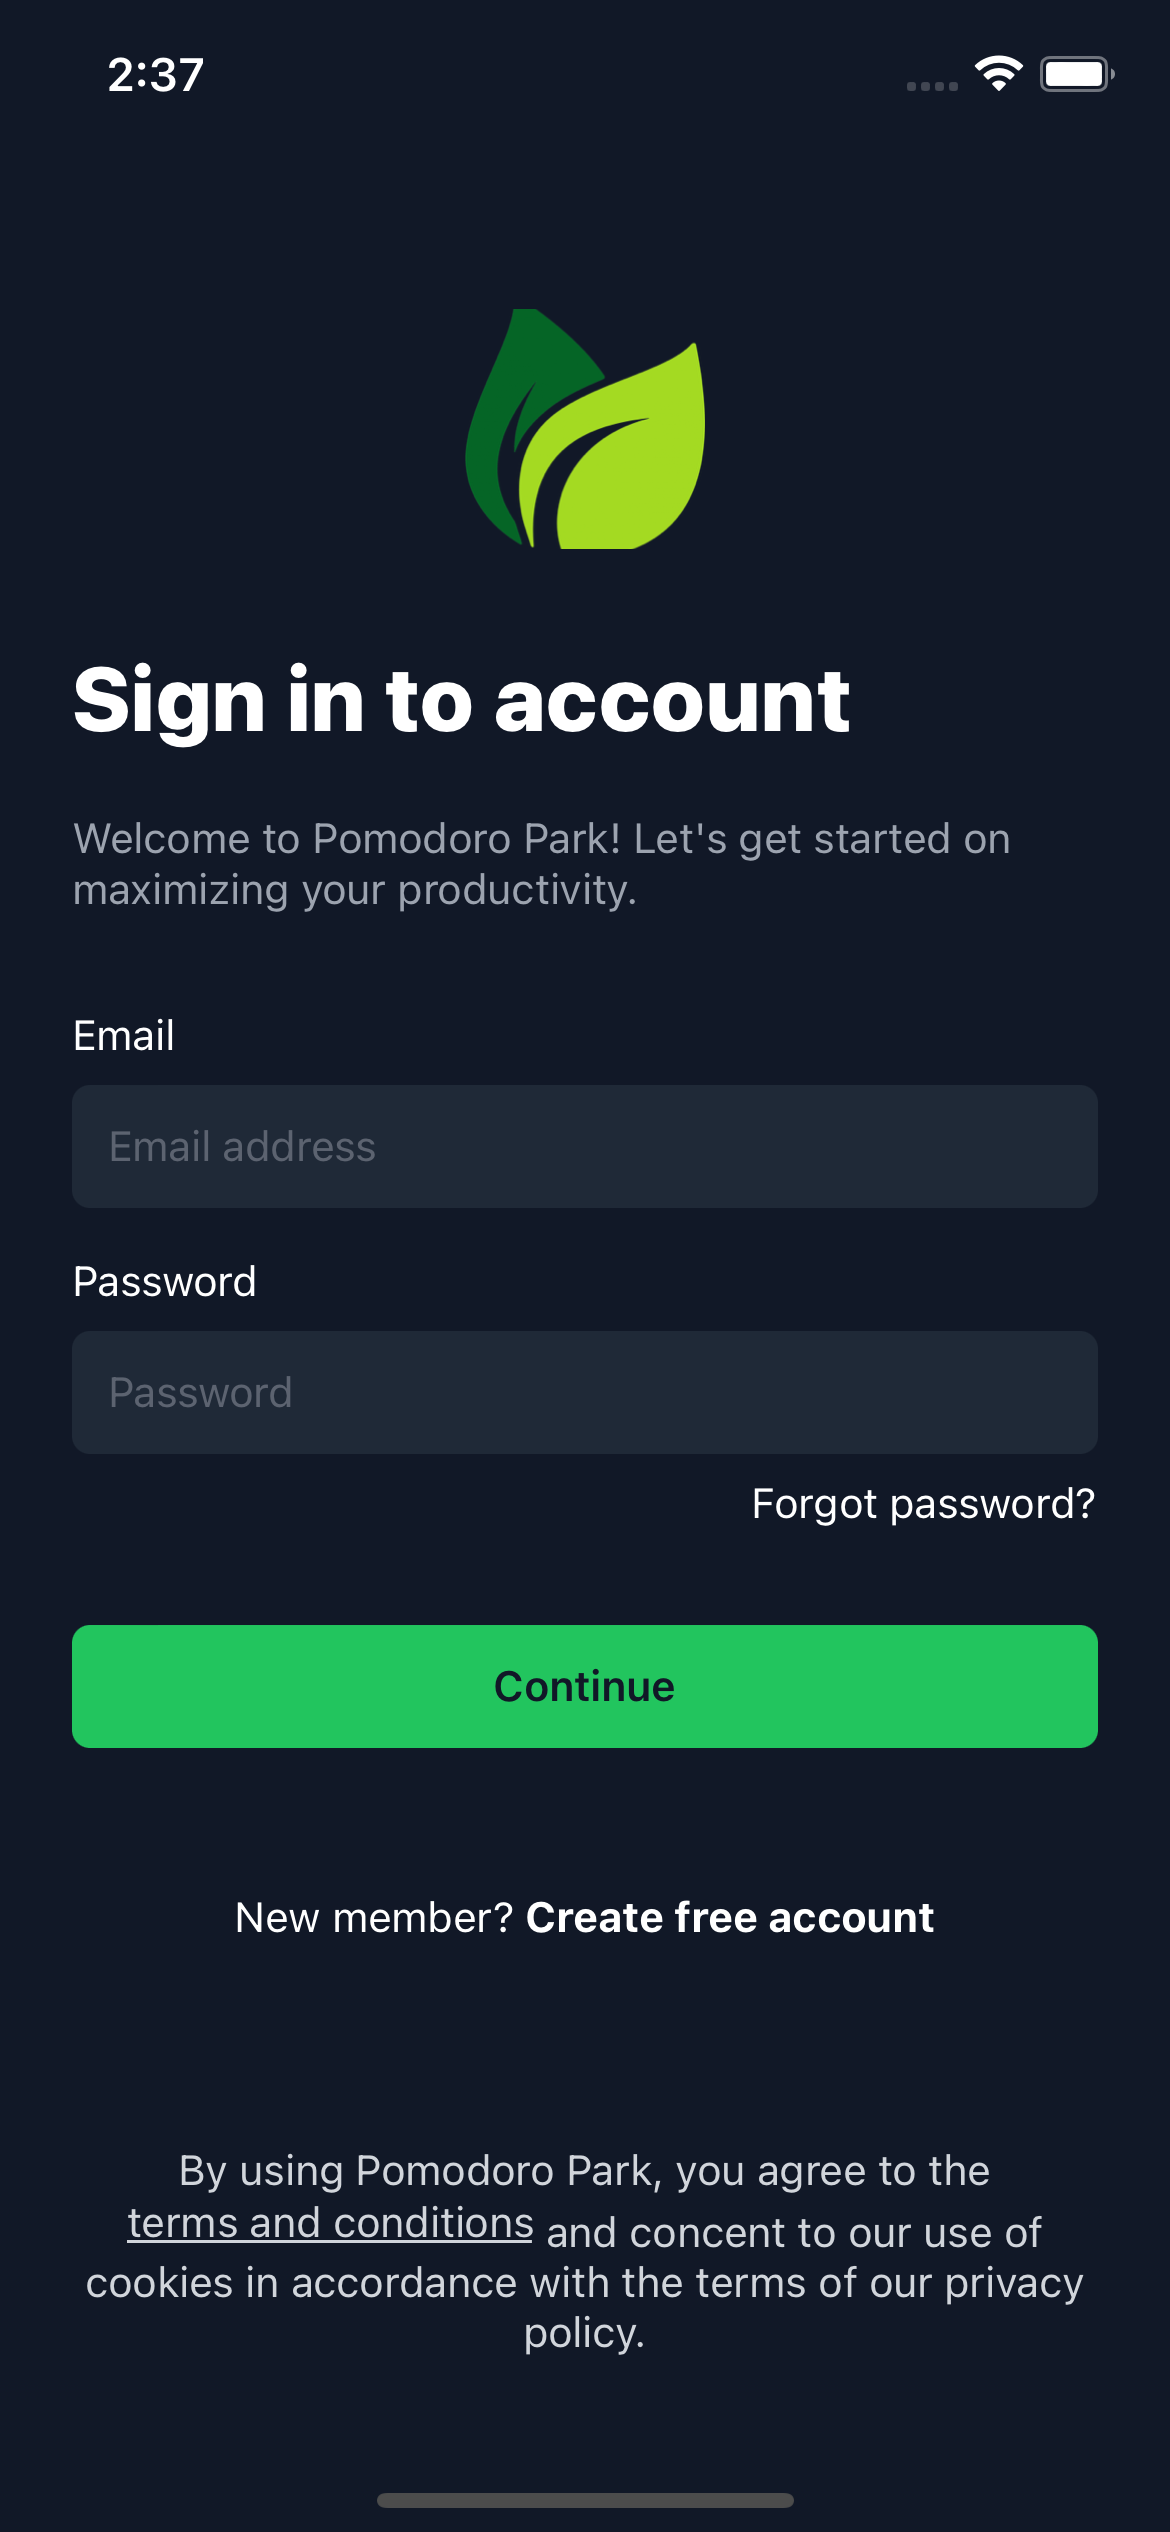 2:37
Sign in to account
Welcome to Pomodoro Park! Let's get started on
maximizing your productivity.
Email
Email address
Password
Password
Forgot password?
Continue
New member? Create free account
By using Pomodoro Park, you agree to the
terms and conditions and concent to our use of
cookies in accordance with the terms of our privacy
policy.